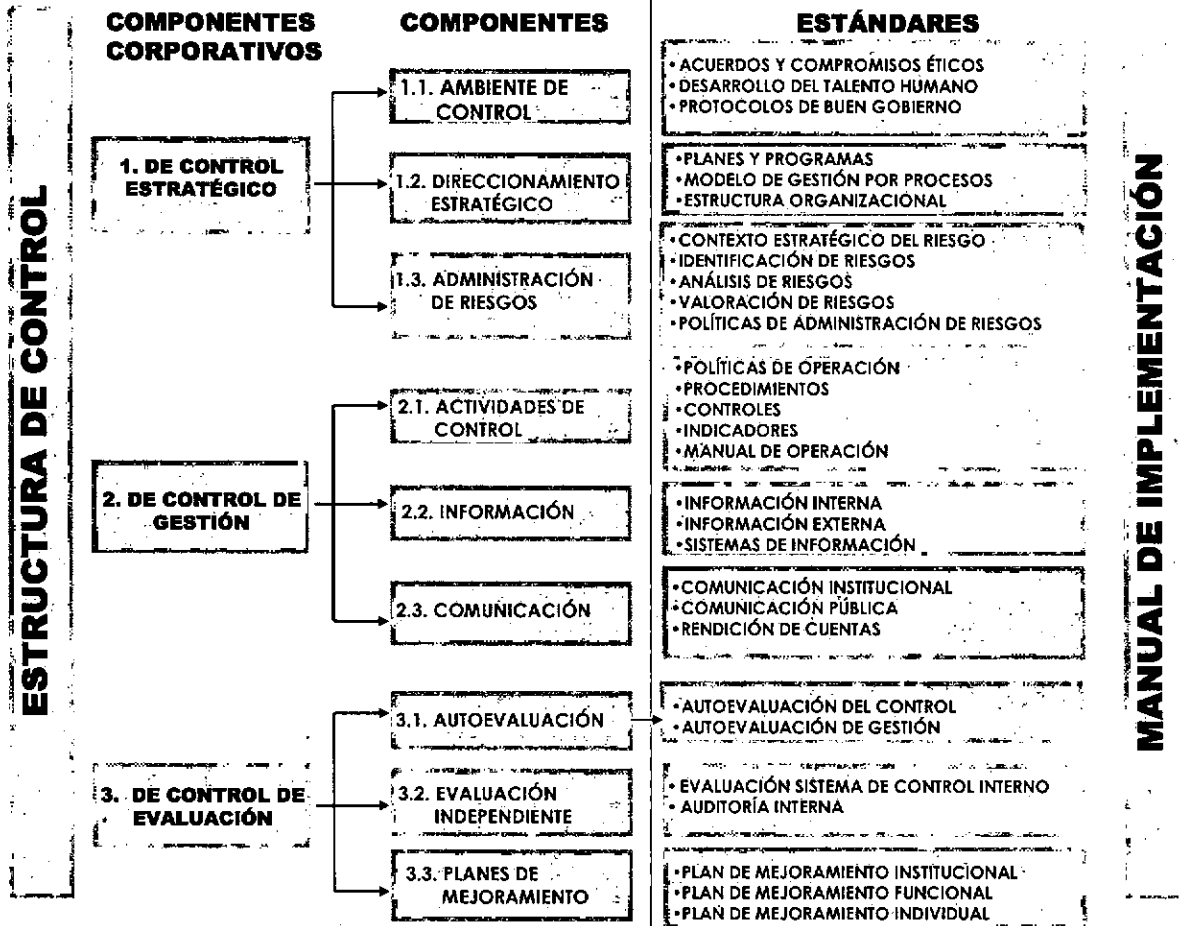 ESTRUCTURA DE CONTROL
COMPONENTES
CORPORATIVOS
COMPONENTES
ESTÁNDARES
1. DE CONTROL
ESTRATÉGICO
1.1. AMBIENTE DE
CONTROL
•ACUERDOS Y COMPROMISOS ÉTICOS
•DESARROLLO DEL TALENTO HUMANO
•PROTOCOLOS DE BUEN GOBIERNO
1.2. DIRECCIONAMIENTO
ESTRATÉGICO
•PLANES Y PROGRAMAS
•MODELO DE GESTIÓN POR PROCESOS
•ESTRUCTURA ORGANIZACIONAL
1.3. ADMINISTRACIÓN
DE RIESGOS
•CONTEXTO ESTRATÉGICO DEL RIESGO
•IDENTIFICACIÓN DE RIESGOS
•ANÁLISIS DE RIESGOS
•VALORACIÓN DE RIESGOS
•POLÍTICAS DE ADMINISTRACIÓN DE RIESGOS
2. DE CONTROL DE
GESTIÓN
2.1. ACTIVIDADES DE
CONTROL
•POLÍTICAS DE OPERACIÓN
•PROCEDIMIENTOS
•CONTROLES
•INDICADORES
•MANUAL DE OPERACIÓN
2.2. INFORMACIÓN
•INFORMACIÓN INTERNA
•INFORMACIÓN EXTERNA
•SISTEMAS DE INFORMACIÓN
2.3. COMUNICACIÓN
•COMUNICACIÓN INSTITUCIONAL
•COMUNICACIÓN PÚBLICA
•RENDICIÓN DE CUENTAS
3. DE CONTROL DE
EVALUACIÓN
3.1. AUTOEVALUACIÓN
•AUTOEVALUACIÓN DEL CONTROL
•AUTOEVALUACIÓN DE GESTIÓN
3.2. EVALUACIÓN
INDEPENDIENTE
•EVALUACIÓN SISTEMA DE CONTROL INTERNO
•AUDITORÍA INTERNA
3.3. PLANES DE
MEJORAMIENTO
•PLAN DE MEJORAMIENTO INSTITUCIONAL
•PLAN DE MEJORAMIENTO FUNCIONAL
•PLAN DE MEJORAMIENTO INDIVIDUAL
MANUAL DE IMPLEMENTACIÓN